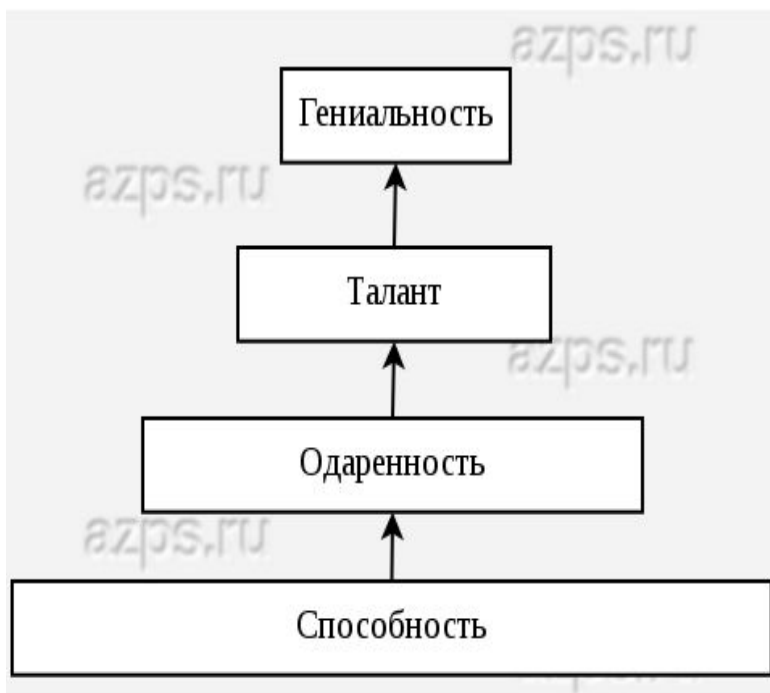 azps.ru
Гениальность
azps.ru
Талант
azps.ru
Одаренность
azps.ru
Способность